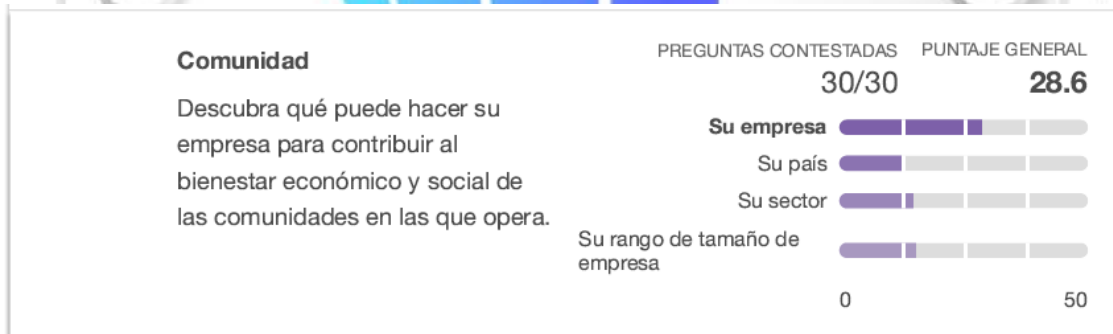 Comunidad
Descubra qué puede hacer su
empresa para contribuir al
bienestar económico y social de
las comunidades en las que opera.
PREGUNTAS CONTESTADAS
30/30
PUNTAJE GENERAL
28.6
Su empresa
Su país
Su sector
Su rango de tamaño de
empresa
0 50